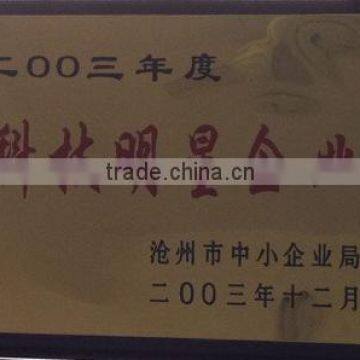 二OO三年度
科技明星企业
trade.china.com
沧州市中小企业局
二OO三年十二月